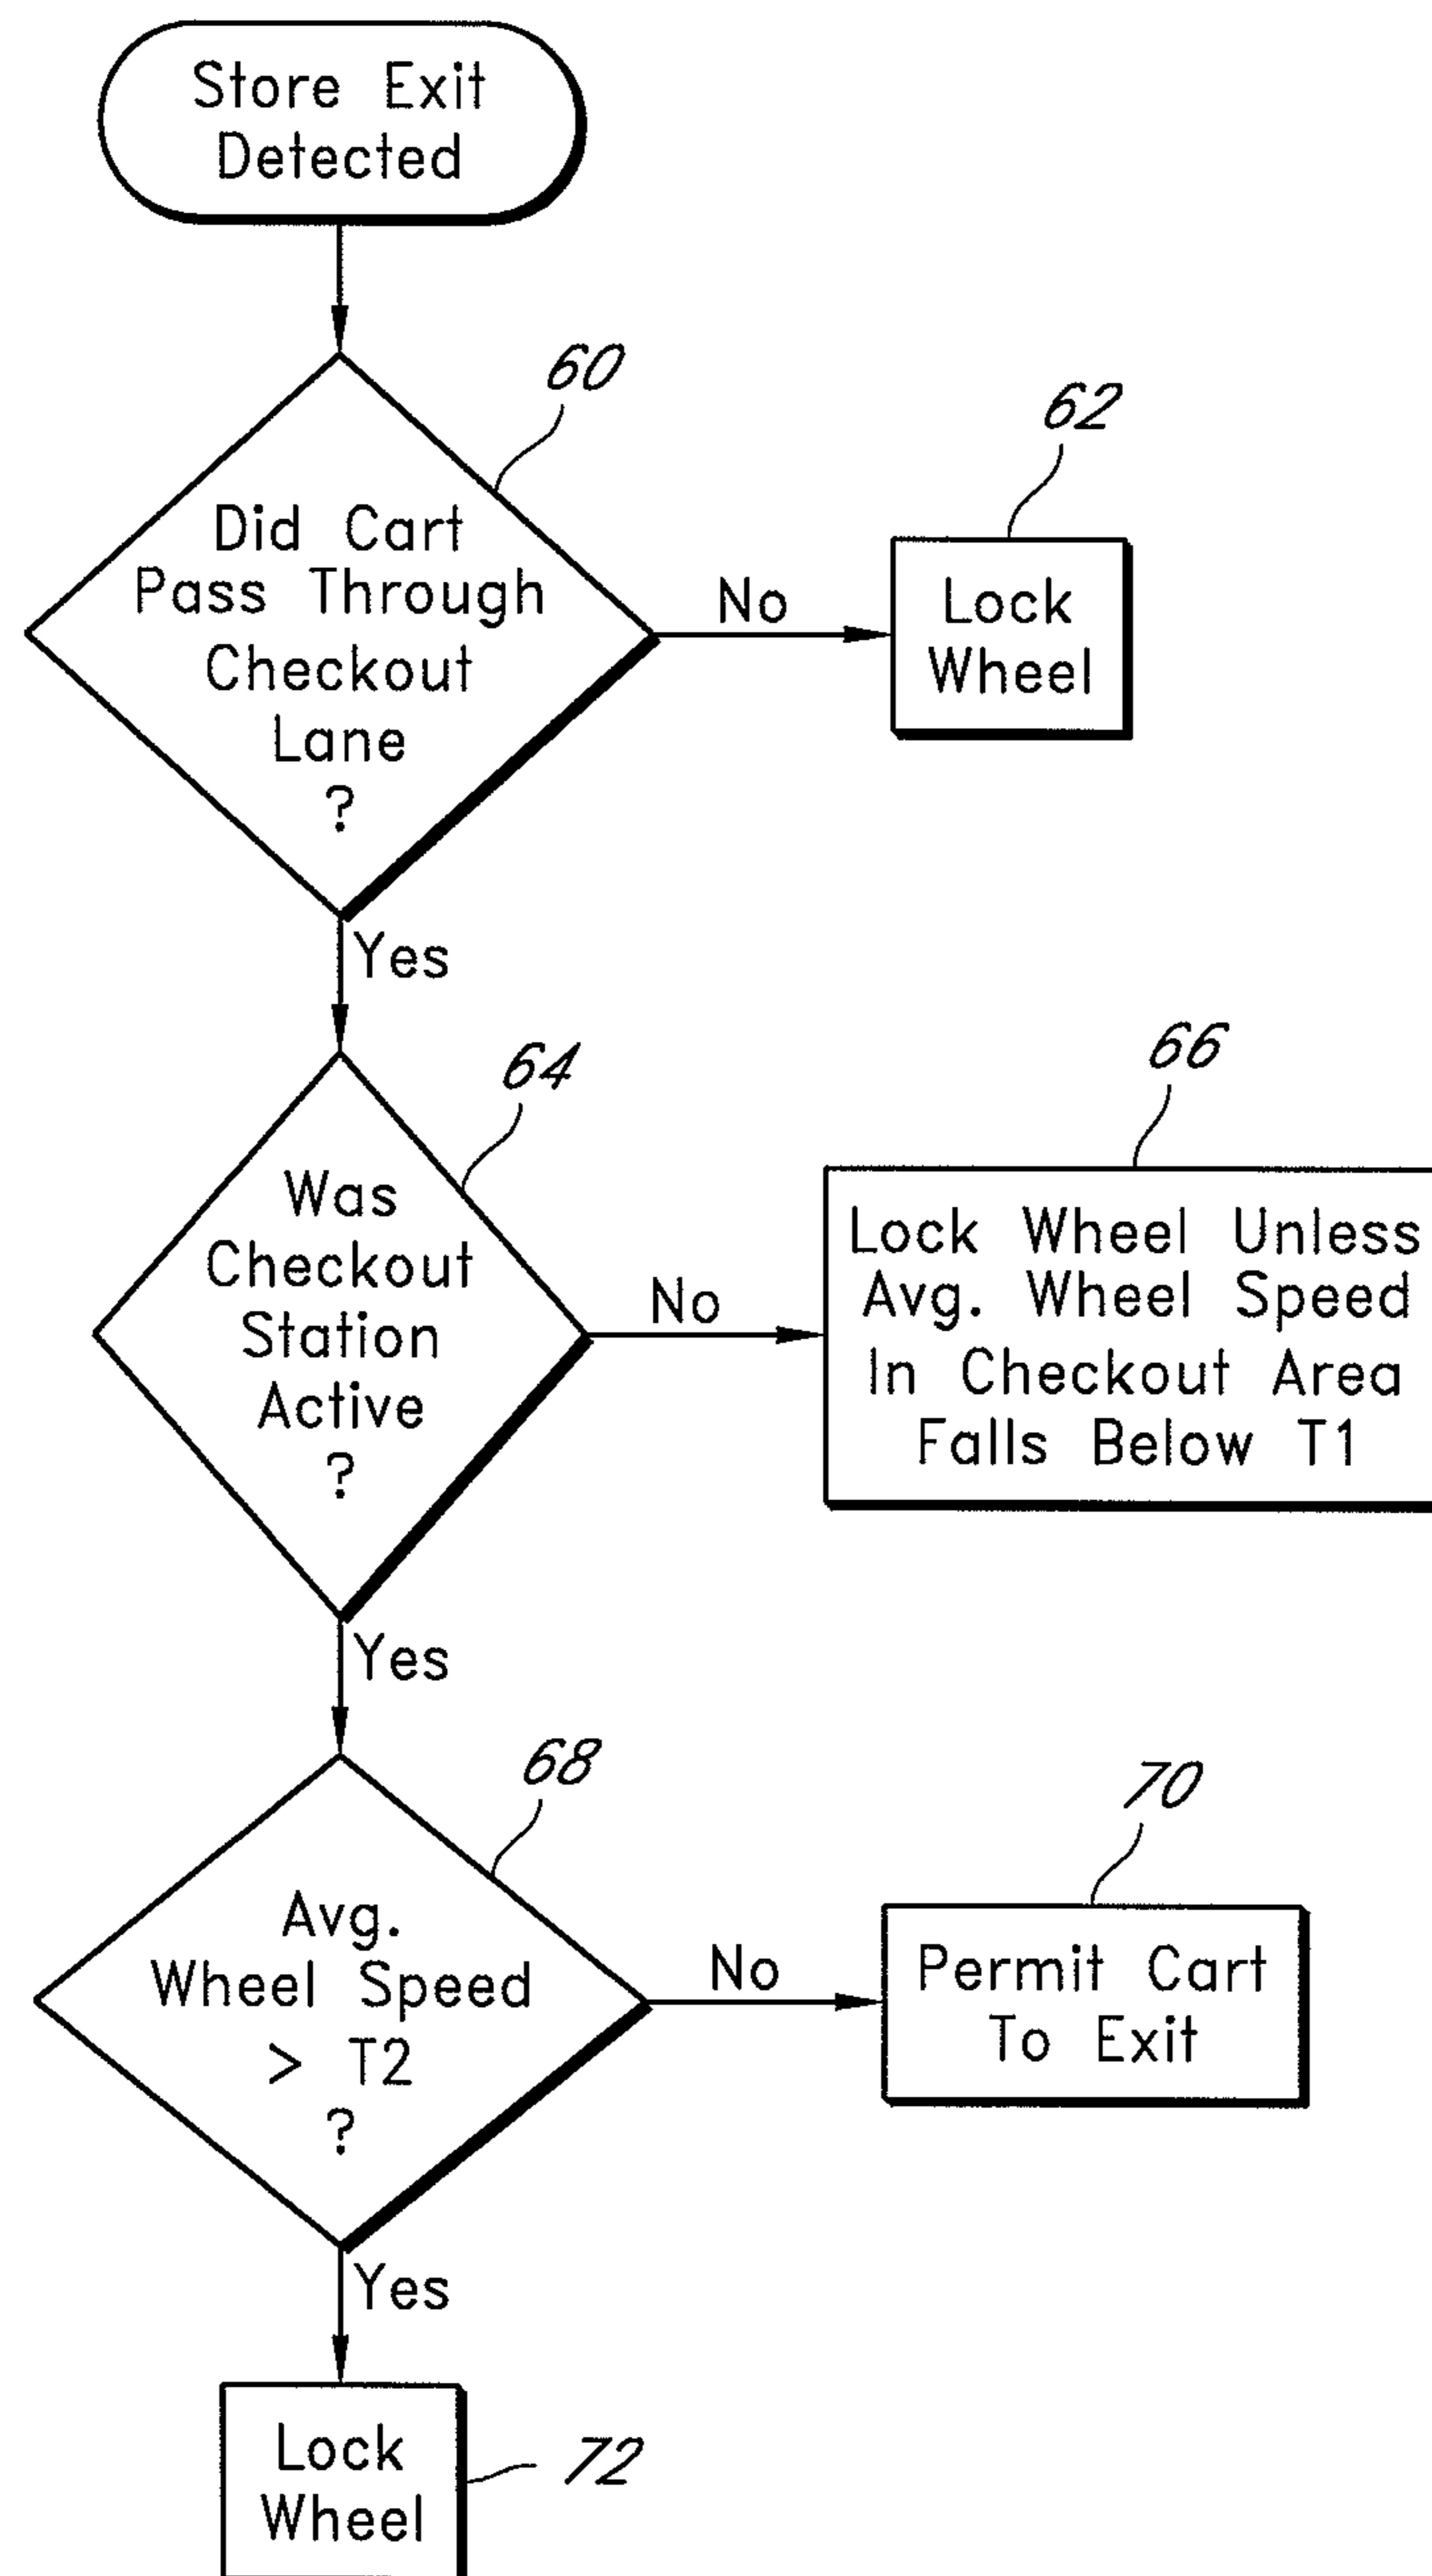 Store Exit
Detected
60
Did Cart
Pass Through
Checkout
Lane
?
No
62
Lock
Wheel
Yes
64
Was
Checkout
Station
Active
?
No
66
Lock Wheel Unless
Avg. Wheel Speed
In Checkout Area
Falls Below T1
Yes
68
Avg.
Wheel Speed
> T2
?
No
70
Permit Cart
To Exit
Yes
72
Lock
Wheel